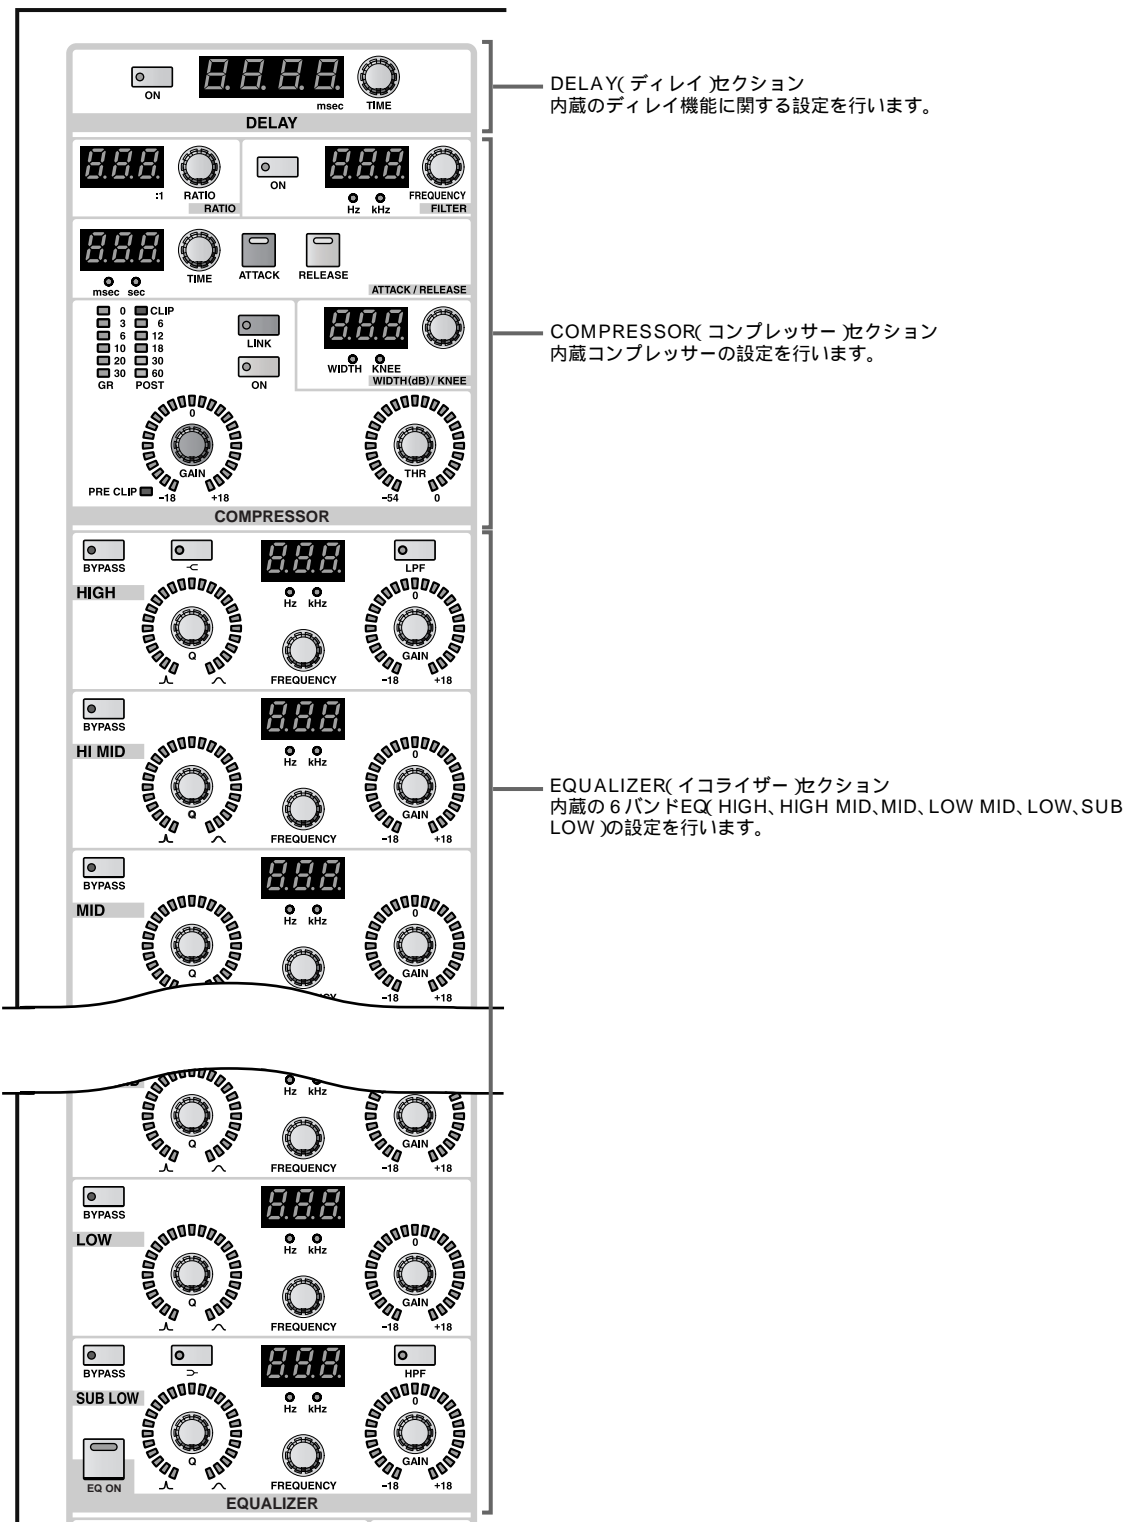 ON
msec
TIME
DELAY
DELAY(ディレイ)セクション
内蔵のディレイ機能に関する設定を行います。
:1
RATIO
RATIO
ON
Hz kHz
FREQUENCY
FILTER
msec sec
TIME
ATTACK
RELEASE
ATTACK / RELEASE
0 CLIP
3 6
6 12
10 18
20 30
30 60
GR POST
LINK
ON
WIDTH KNEE
WIDTH(dB) / KNEE
COMPRESSOR(コンプレッサー)セクション
内蔵コンプレッサーの設定を行います。
0
GAIN
PRE CLIP
-18 +18
THR
-54 0
COMPRESSOR
BYPASS
LPF
HIGH
Hz kHz
0
Q
GAIN
FREQUENCY
-18 +18
BYPASS
HI MID
Hz kHz
0
Q
GAIN
FREQUENCY
-18 +18
EQUALIZER(イコライザー)セクション
内蔵の6バンドEQ(HIGH、HIGH MID、MID、LOW MID、LOW、SUB
LOW)の設定を行います。
BYPASS
MID
Hz kHz
0
Q
GAIN
-18 +18
Hz kHz
Q
GAIN
FREQUENCY
-18 +18
BYPASS
LOW
Hz kHz
0
Q
GAIN
FREQUENCY
-18 +18
BYPASS
HPF
SUB LOW
Hz kHz
0
Q
GAIN
EQ ON
FREQUENCY
-18 +18
EQUALIZER